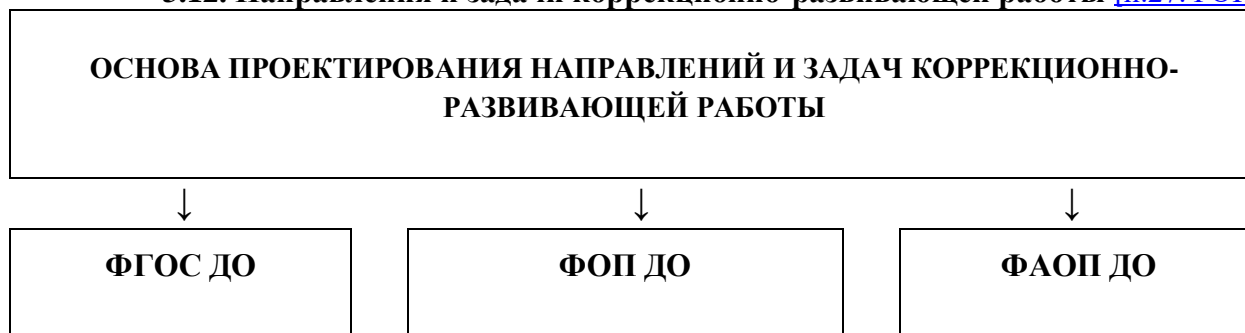 ОСНОВА ПРОЕКТИРОВАНИЯ НАПРАВЛЕНИЙ И ЗАДАЧ КОРРЕКЦИОННО-
РАЗВИВАЮЩЕЙ РАБОТЫ
↓ ↓ ↓
ФГОС ДО ФОП ДО ФАОП ДО